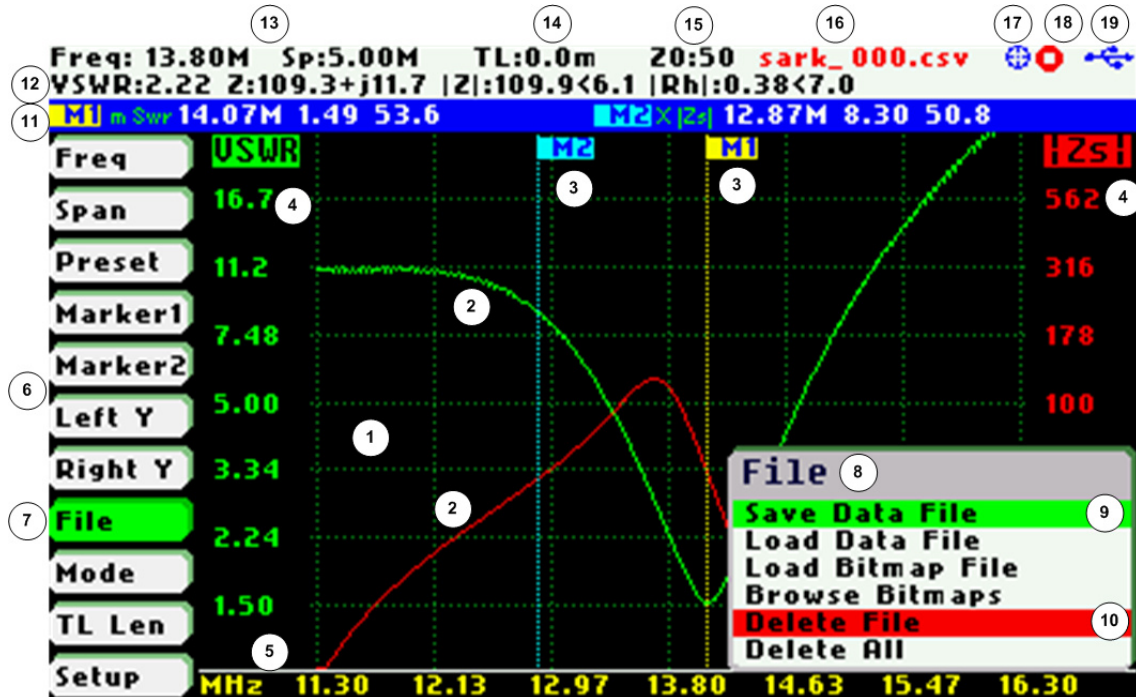 13 14 15 16 17 18 19
Freq: 13.80M Sp:5.00M TL:0.0m Z0:50 sark_000.csv
12
VSWR:2.22 Z:109.3+j11.7 |Z|:109.9<6.1 |Rh|:0.38<7.0
11
M1 m Swr 14.07M 1.49 53.6 M2 X |Zs| 12.87M 8.30 50.8
Freq VSWR M2 M1 |Zs|
3 3
Span 16.7 4 562 4
Preset 11.2 316
2
Marker1 7.48 178
Marker2
6
Left Y 5.00 100
1
Right Y 3.34 File 8
2
7 File Save Data File 9
2.24 Load Data File
Mode Load Bitmap File
1.50 Browse Bitmaps
TL Len Delete File 10
5 Delete All
Setup MHz 11.30 12.13 12.97 13.80 14.63 15.47 16.30